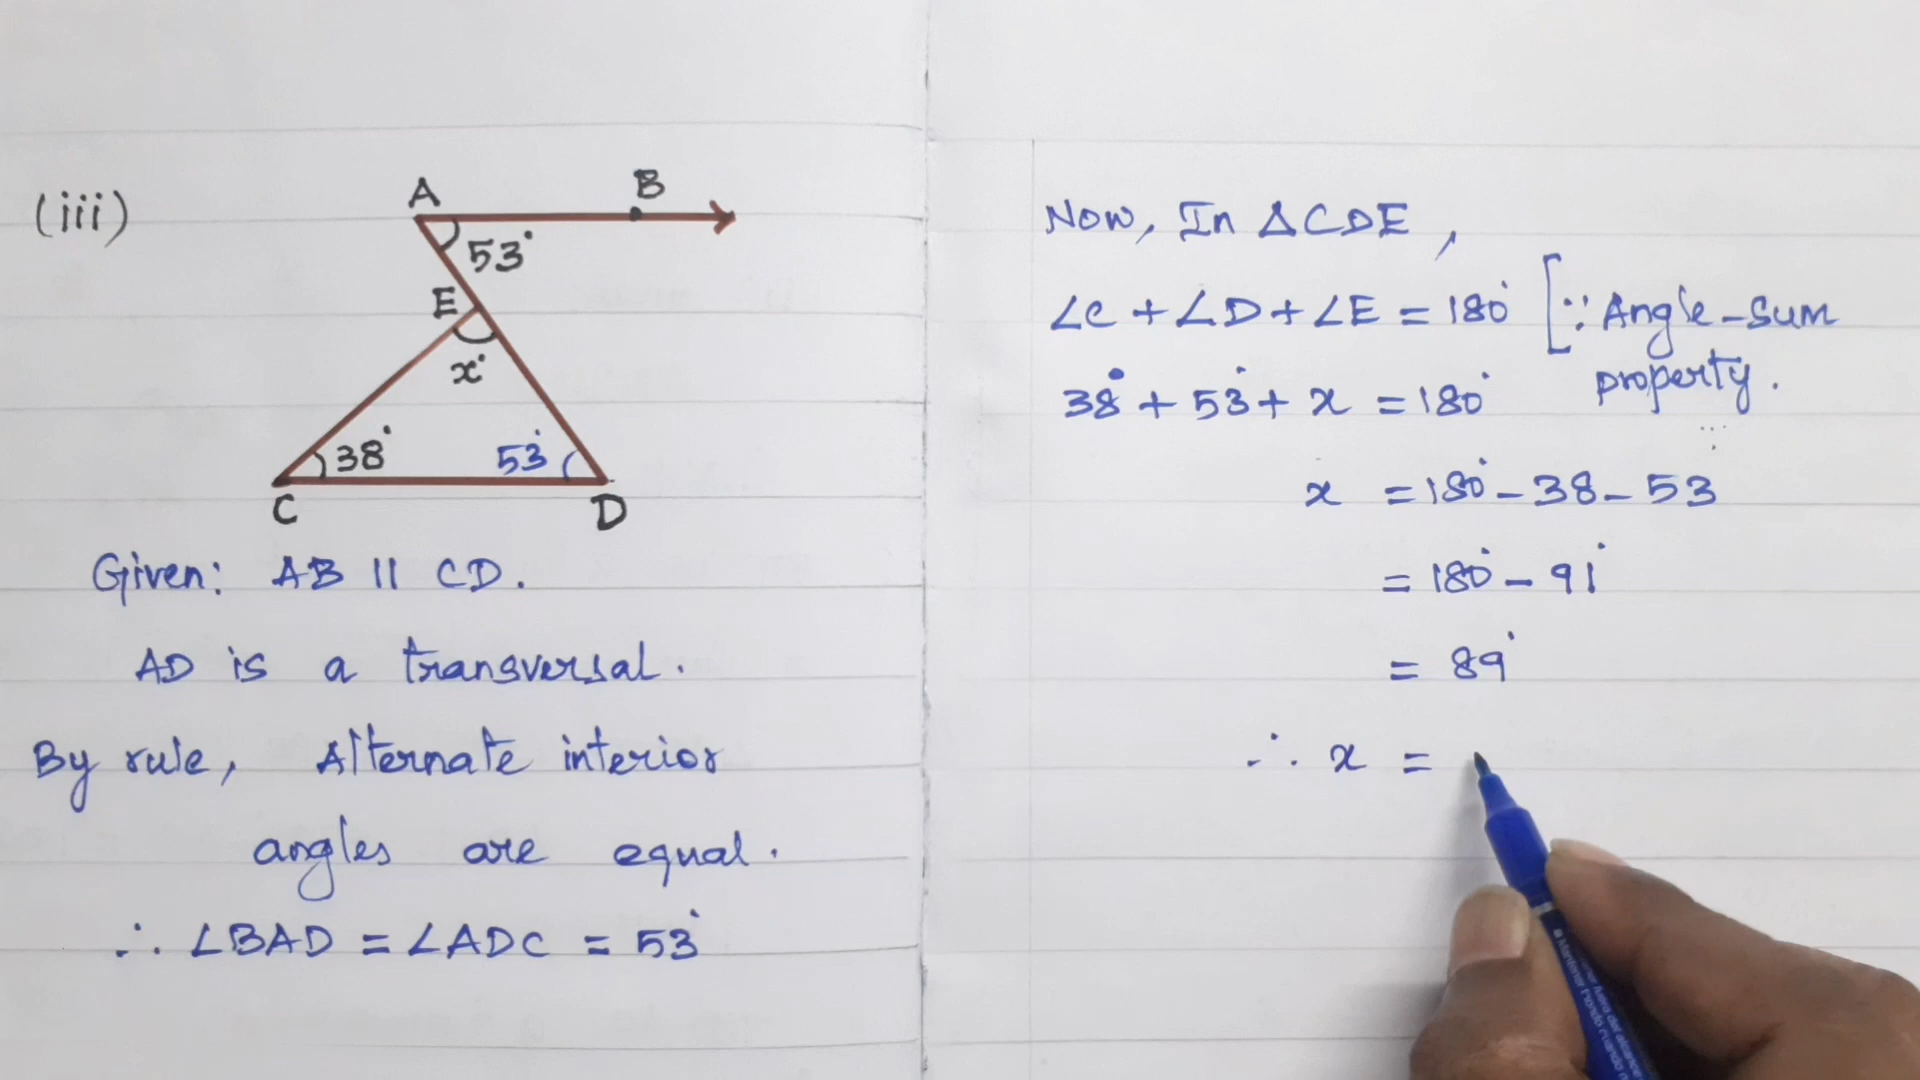 (iii)
A
B
53°
E
x°
38°
53°
C
D
Given: AB || CD.
AD is a transversal.
By rule, Alternate interior
angles are equal.
∴ ∠BAD = ∠ADC = 53°
Now, In △CDE,
∠C + ∠D + ∠E = 180° [∵ Angle-Sum
property.
38° + 53° + x = 180°
x = 180° - 38 - 53
= 180° - 91°
= 89°
∴ x =